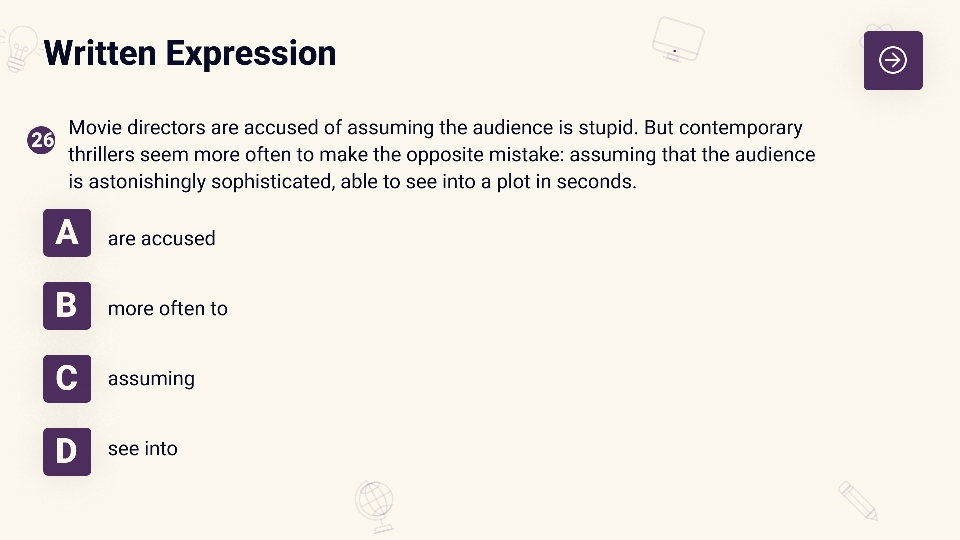 Written Expression
26
Movie directors are accused of assuming the audience is stupid. But contemporary
thrillers seem more often to make the opposite mistake: assuming that the audience
is astonishingly sophisticated, able to see into a plot in seconds.
A
are accused
B
more often to
C
assuming
D
see into